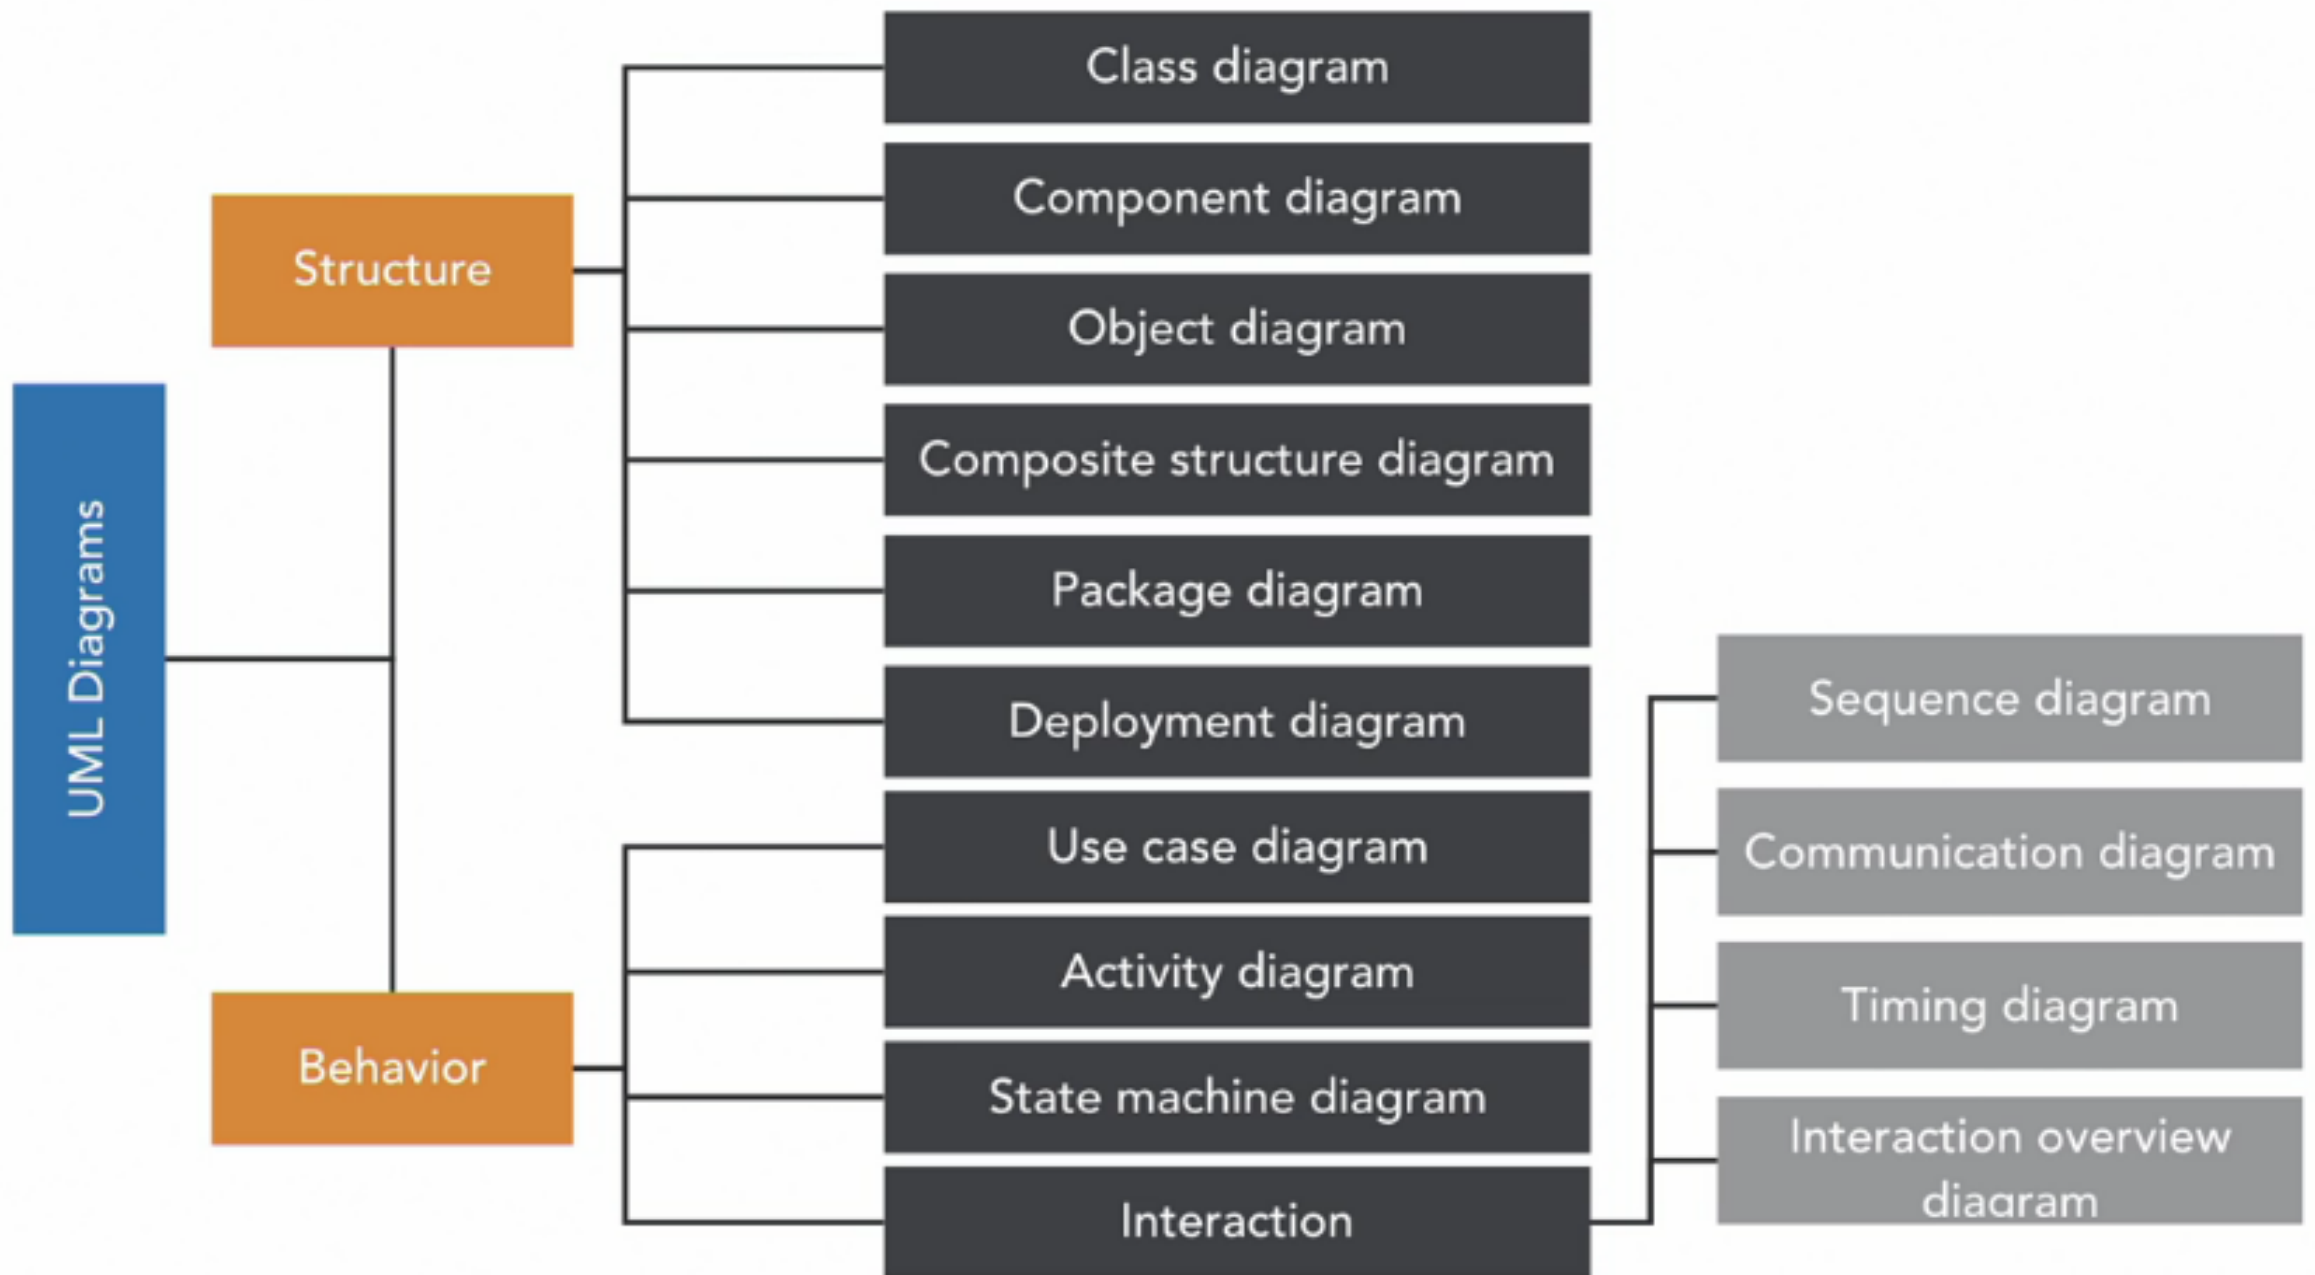 UML Diagrams
Structure
Class diagram
Component diagram
Object diagram
Composite structure diagram
Package diagram
Deployment diagram
Behavior
Use case diagram
Activity diagram
State machine diagram
Interaction
Sequence diagram
Communication diagram
Timing diagram
Interaction overview
diagram